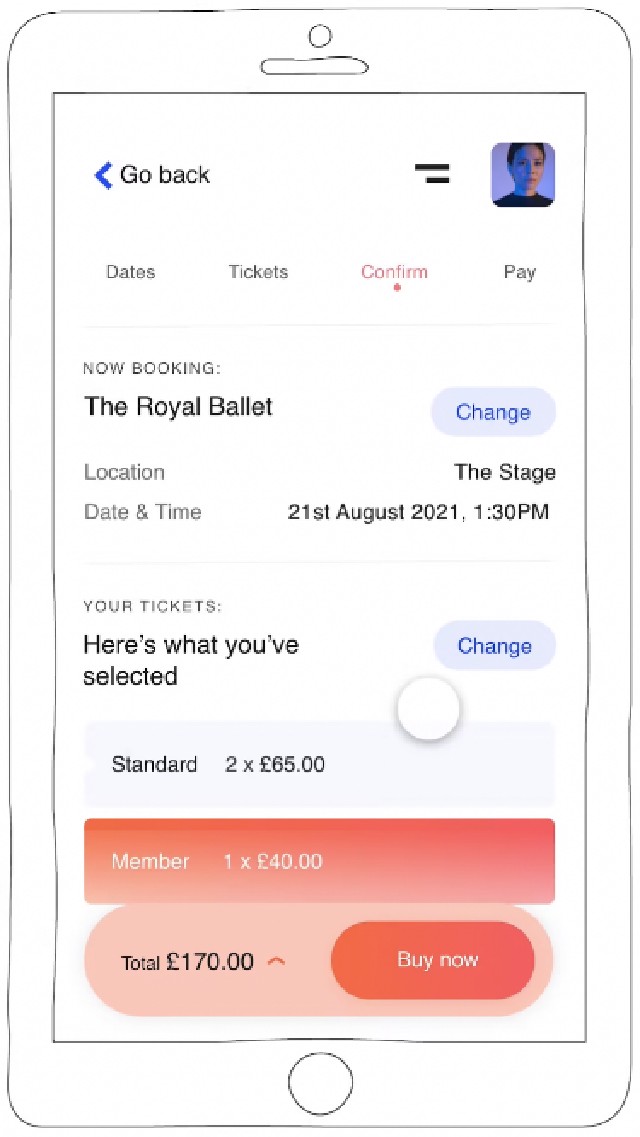 Go back
Dates Tickets Confirm Pay
NOW BOOKING:
The Royal Ballet Change
Location The Stage
Date & Time 21st August 2021, 1:30PM
YOUR TICKETS:
Here’s what you’ve Change
selected
Standard 2 x £65.00
Member 1 x £40.00
Total £170.00 Buy now